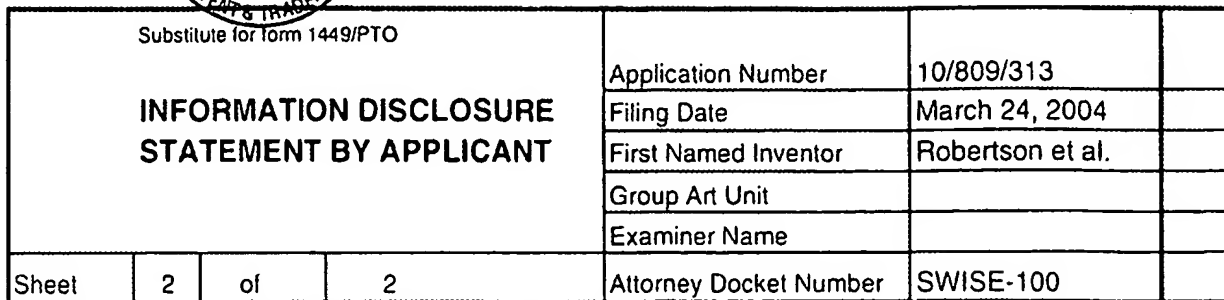 PATENT & TRADE
Substitute for form 1449/PTO
INFORMATION DISCLOSURE
STATEMENT BY APPLICANT
Application Number 10/809/313
Filing Date March 24, 2004
First Named Inventor Robertson et al.
Group Art Unit
Examiner Name
Sheet 2 of 2 Attorney Docket Number SWISE-100